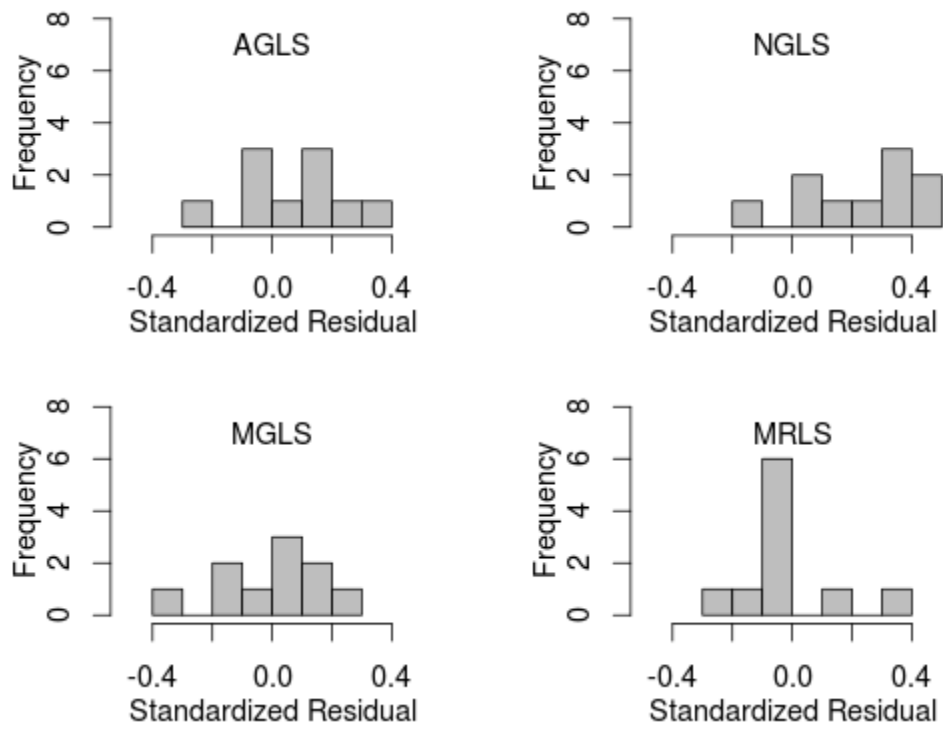 AGLS
Frequency
0 2 4 6 8
-0.4 0.0 0.4
Standardized Residual
NGLS
Frequency
0 2 4 6 8
-0.4 0.0 0.4
Standardized Residual
MGLS
Frequency
0 2 4 6 8
-0.4 0.0 0.4
Standardized Residual
MRLS
Frequency
0 2 4 6 8
-0.4 0.0 0.4
Standardized Residual